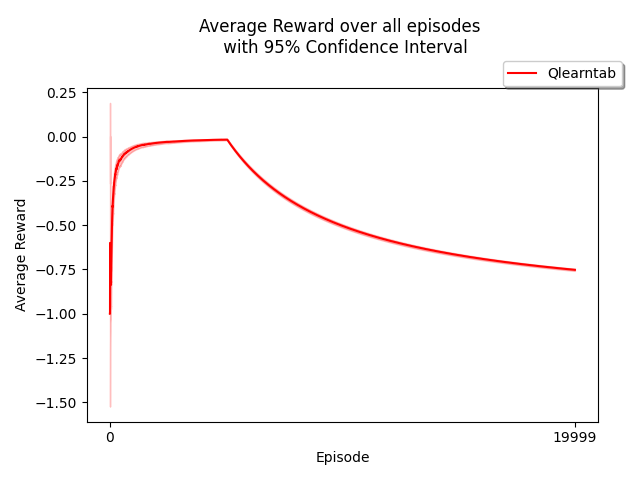 Average Reward over all episodes
with 95% Confidence Interval
Qlearntab
0.25
0.00
−0.25
−0.50
−0.75
−1.00
−1.25
−1.50
Average Reward
0
19999
Episode